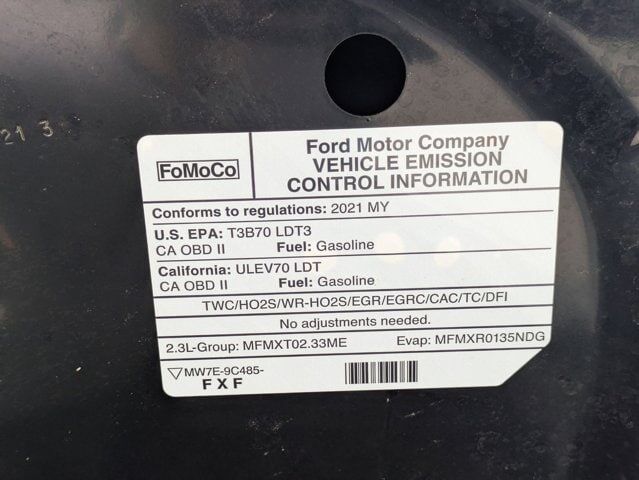 21 3
FoMoCo
Ford Motor Company
VEHICLE EMISSION
CONTROL INFORMATION
Conforms to regulations: 2021 MY
U.S. EPA: T3B70 LDT3
CA OBD II Fuel: Gasoline
California: ULEV70 LDT
CA OBD II Fuel: Gasoline
TWC/HO2S/WR-HO2S/EGR/EGRC/CAC/TC/DFI
No adjustments needed.
2.3L-Group: MFMXT02.33ME Evap: MFMXR0135NDG
MW7E-9C485-
FXF